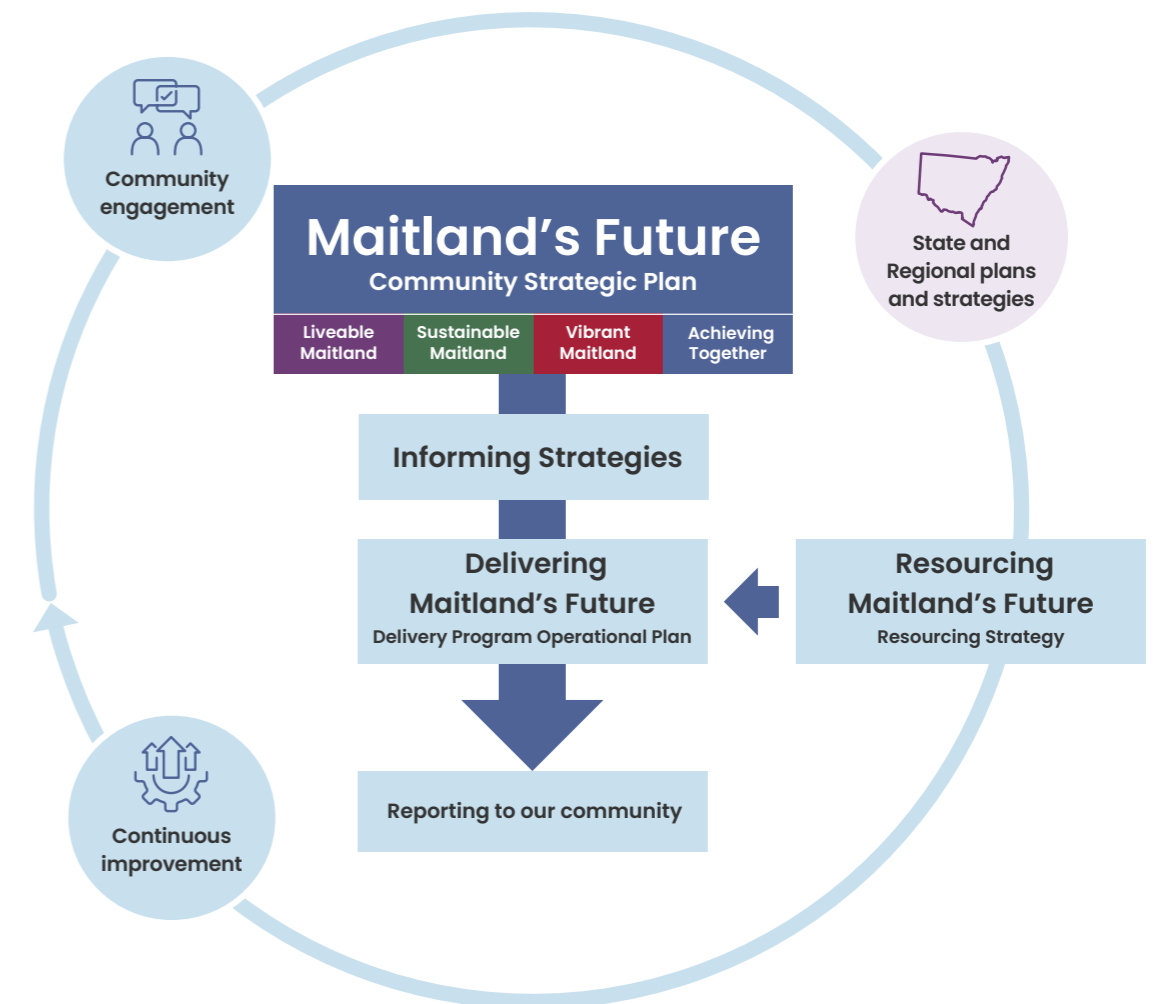 Community
engagement
Maitland's Future
Community Strategic Plan
Liveable
Maitland
Sustainable
Maitland
Vibrant
Maitland
Achieving
Together
State and
Regional plans
and strategies
Informing Strategies
Delivering
Maitland's Future
Delivery Program Operational Plan
Resourcing
Maitland's Future
Resourcing Strategy
Reporting to our community
Continuous
improvement